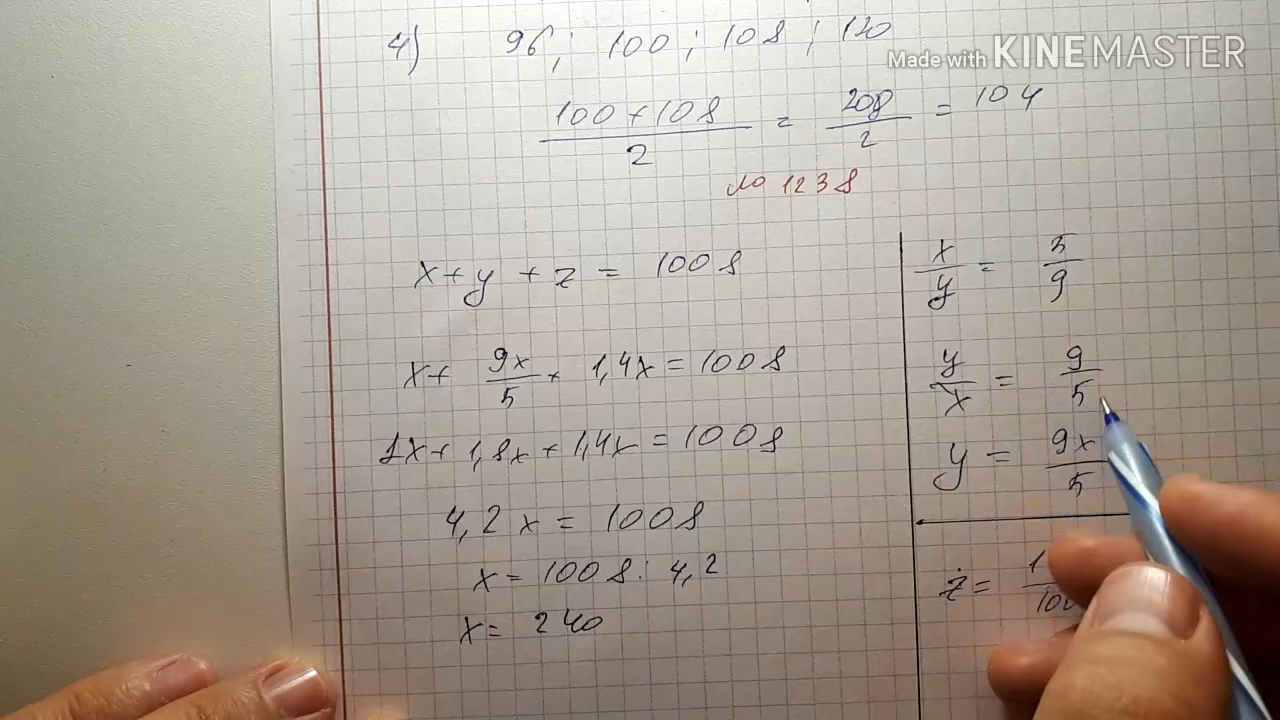 4) 96 ; 100 ; 108 ; 120
Made with KINEMASTER
100 + 108 / 2 = 208 / 2 = 104
№ 1238
x + y + z = 1008
x + 9x/5 + 1,4x = 1008
1x + 1,8x + 1,4x = 1008
4,2x = 1008
x = 1008 : 4,2
x = 240
x/y = 5/9
y/x = 9/5
y = 9x/5
z =